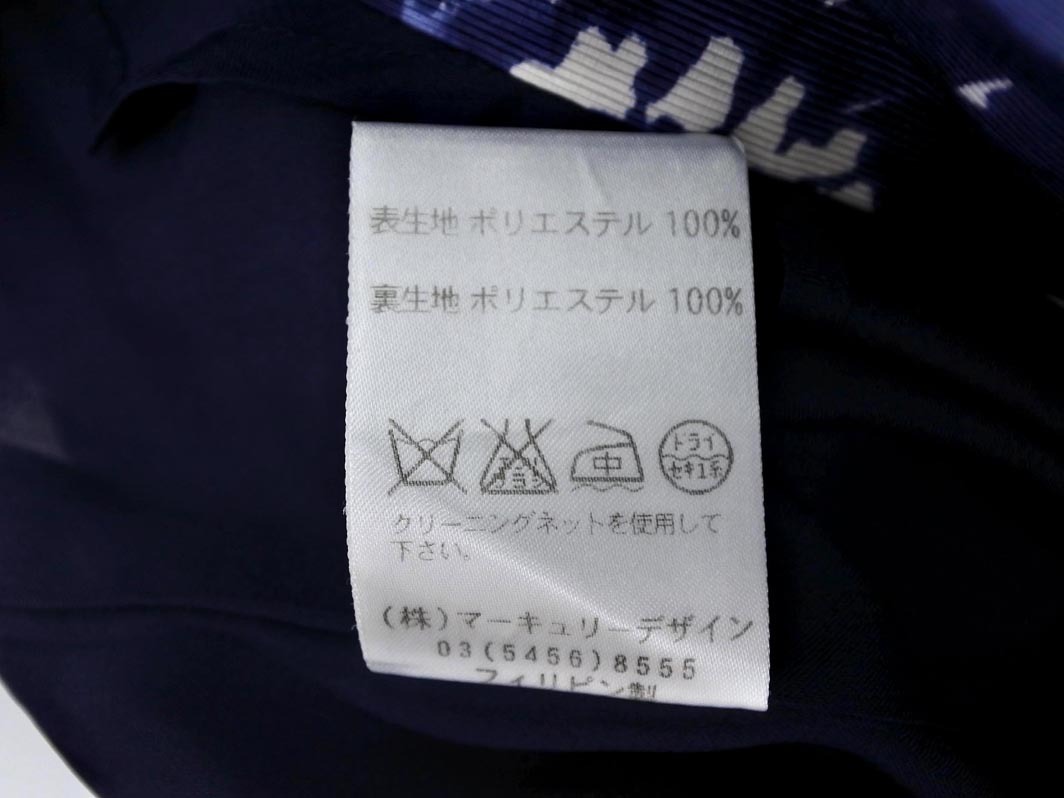 表生地 ポリエステル 100%
裏生地 ポリエステル 100%
中
ドライ
セキユ系
クリーニングネットを使用して
下さい。
(株)マーキュリーデザイン
03(5456)8555
フィリピン製